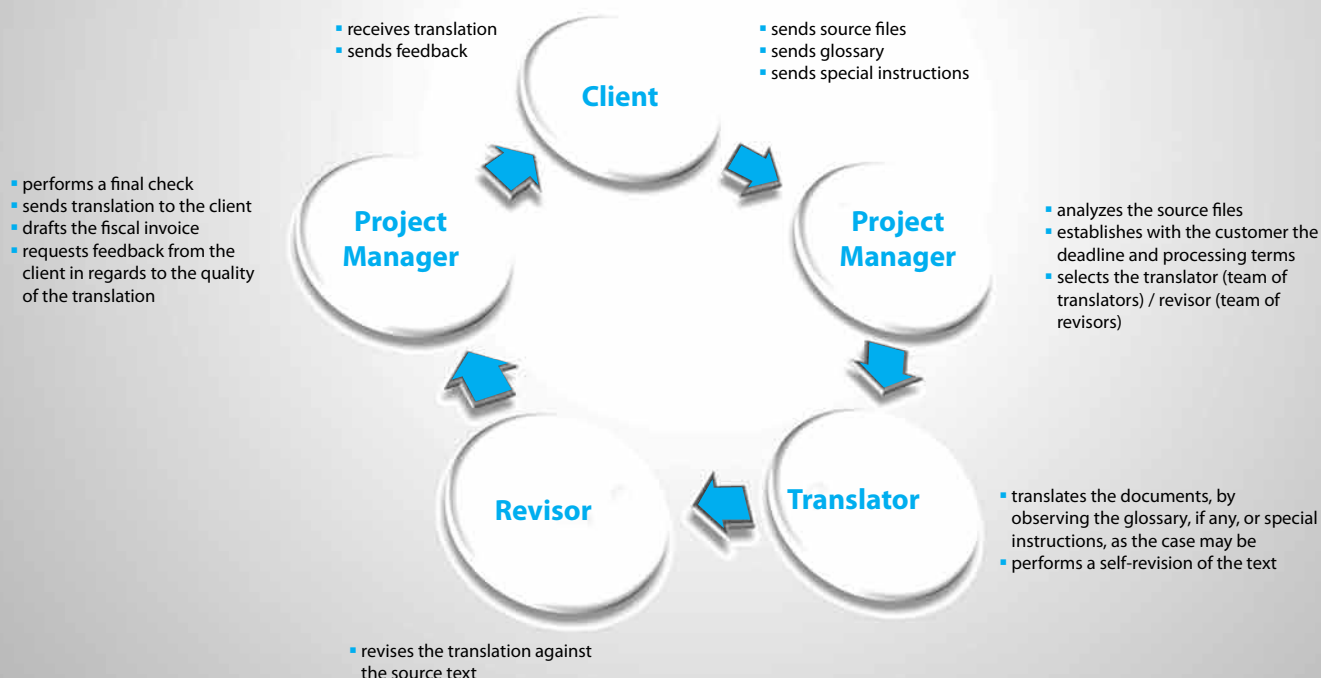 ▪ receives translation
▪ sends feedback
▪ sends source files
▪ sends glossary
▪ sends special instructions
Client
▪ performs a final check
▪ sends translation to the client
▪ drafts the fiscal invoice
▪ requests feedback from the
client in regards to the quality
of the translation
Project
Manager
Project
Manager
▪ analyzes the source files
▪ establishes with the customer the
deadline and processing terms
▪ selects the translator (team of
translators) / revisor (team of
revisors)
Revisor
Translator
▪ translates the documents, by
observing the glossary, if any, or special
instructions, as the case may be
▪ performs a self-revision of the text
▪ revises the translation against
the source text